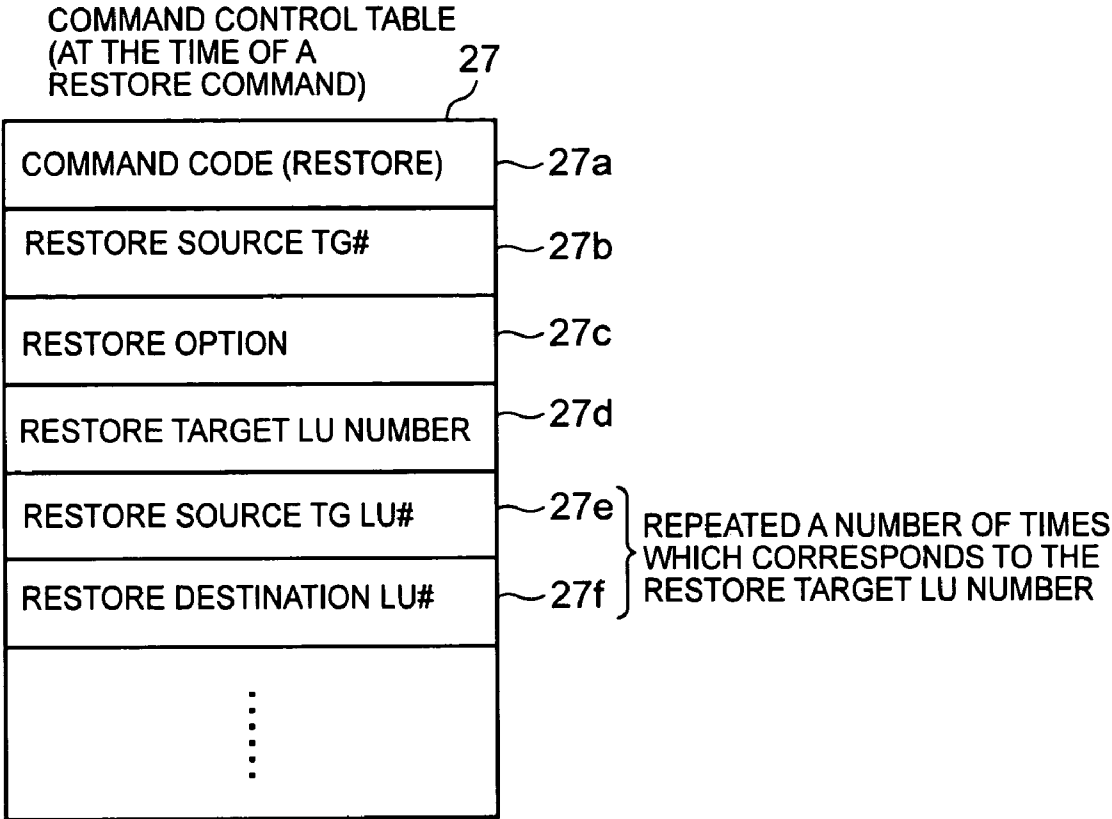 COMMAND CONTROL TABLE
(AT THE TIME OF A
RESTORE COMMAND)
27
COMMAND CODE (RESTORE)
27a
RESTORE SOURCE TG#
27b
RESTORE OPTION
27c
RESTORE TARGET LU NUMBER
27d
RESTORE SOURCE TG LU#
27e
RESTORE DESTINATION LU#
27f
REPEATED A NUMBER OF TIMES
WHICH CORRESPONDS TO THE
RESTORE TARGET LU NUMBER